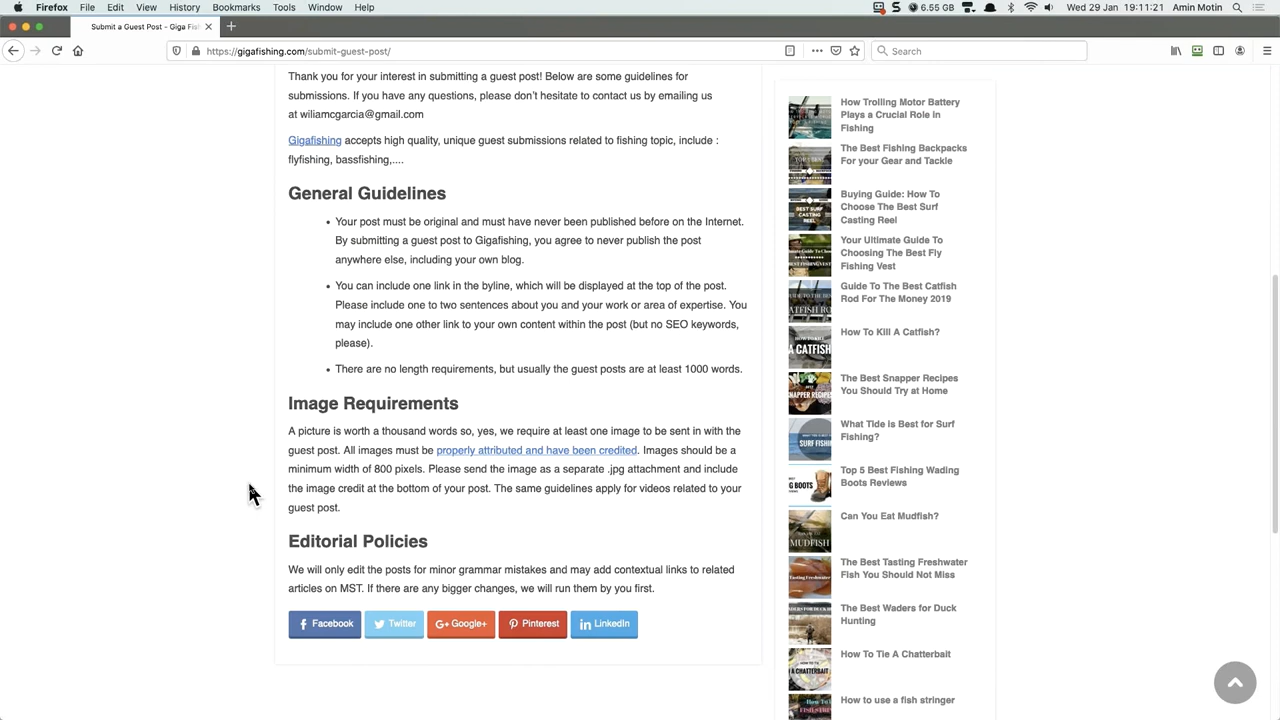 Firefox File Edit View History Bookmarks Tools Window Help 6.55 GB Wed 29 Jan 19:11:21 Amin Motin
Submit a Guest Post – Giga Fis
https://gigafishing.com/submit-guest-post/
Search
Thank you for your interest in submitting a guest post! Below are some guidelines for
submissions. If you have any questions, please don't hesitate to contact us by emailing us
at wiliamcgarcia@gmail.com
Gigafishing accepts high quality, unique guest submissions related to fishing topic, include :
flyfishing, bassfishing,....
General Guidelines
• Your post must be original and must have never been published before on the Internet.
By submitting a guest post to Gigafishing, you agree to never publish the post
anywhere else, including your own blog.
• You can include one link in the byline, which will be displayed at the top of the post.
Please include one to two sentences about you and your work or area of expertise. You
may include one other link to your own content within the post (but no SEO keywords,
please).
• There are no length requirements, but usually the guest posts are at least 1000 words.
Image Requirements
A picture is worth a thousand words so, yes, we require at least one image to be sent in with the
guest post. All images must be properly attributed and have been credited. Images should be a
minimum width of 800 pixels. Please send the image as a separate .jpg attachment and include
the image credit at the bottom of your post. The same guidelines apply for videos related to your
guest post.
Editorial Policies
We will only edit the posts for minor grammar mistakes and may add contextual links to related
articles on MST. If there are any bigger changes, we will run them by you first.
Facebook Twitter Google+ Pinterest LinkedIn
How Trolling Motor Battery
Plays a Crucial Role in
Fishing
The Best Fishing Backpacks
For your Gear and Tackle
Buying Guide: How To
Choose The Best Surf
Casting Reel
BEST SURF
CASTING
REEL
Your Ultimate Guide To
Choosing The Best Fly
Fishing Vest
Guide To The Best Catfish
Rod For The Money 2019
ATFISH RO
How To Kill A Catfish?
A CATFISH
The Best Snapper Recipes
You Should Try at Home
NAPPER RECIPES
What Tide is Best for Surf
Fishing?
SURF FISHIN
Top 5 Best Fishing Wading
Boots Reviews
G BOOTS
Can You Eat Mudfish?
MUDFISH
The Best Tasting Freshwater
Fish You Should Not Miss
Tasting Freshwater
The Best Waders for Duck
Hunting
How To Tie A Chatterbait
A CHATTERBAIT
How to use a fish stringer